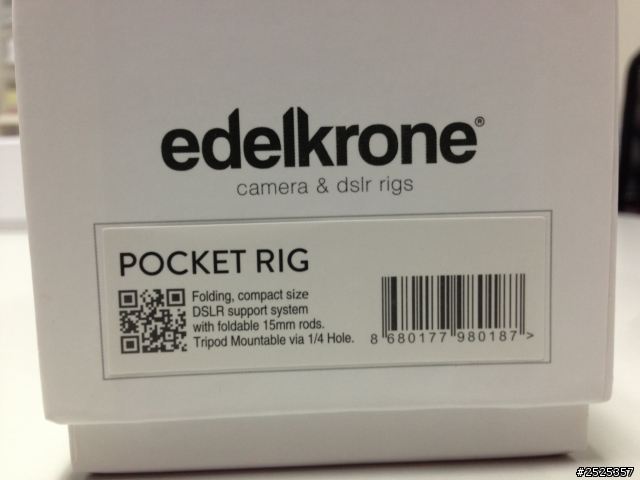 edelkrone®
camera & dslr rigs
POCKET RIG
Folding, compact size
DSLR support system
with foldable 15mm rods.
Tripod Mountable via 1/4 Hole.
8 680177 980187 >
#2525357